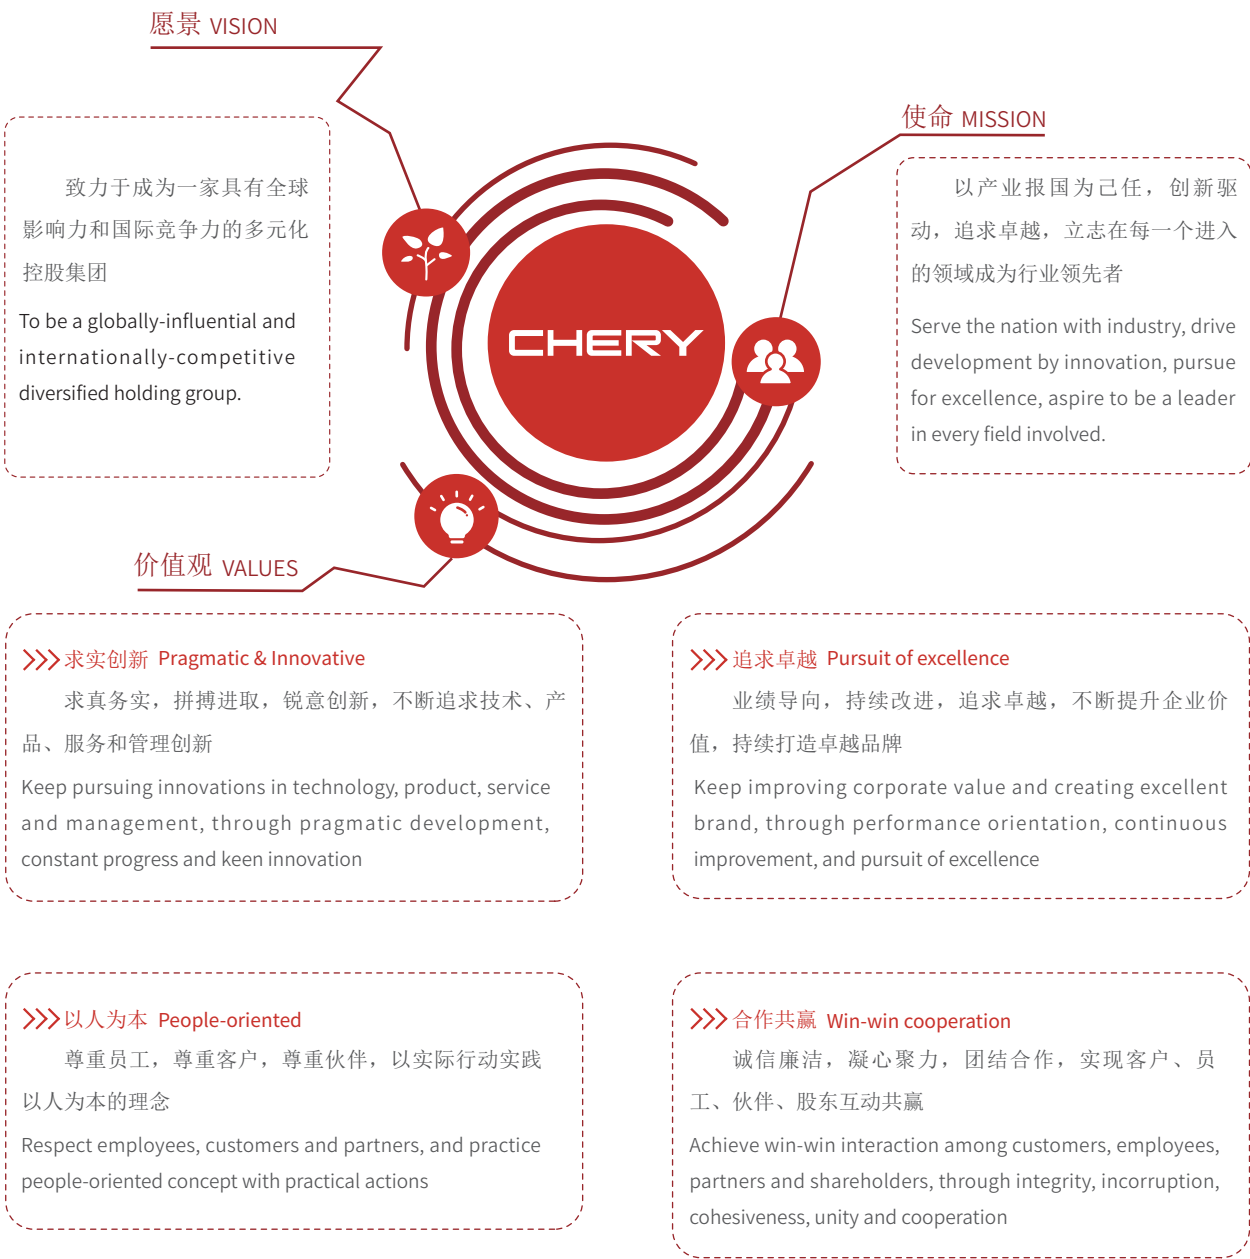 愿景 VISION
致力于成为一家具有全球
影响力和国际竞争力的多元化
控股集团
To be a globally-influential and
internationally-competitive
diversified holding group.
CHERY
使命 MISSION
以产业报国为己任，创新驱
动，追求卓越，立志在每一个进入
的领域成为行业领先者
Serve the nation with industry, drive
development by innovation, pursue
for excellence, aspire to be a leader
in every field involved.
价值观 VALUES
求实创新 Pragmatic & Innovative
求真务实，拼搏进取，锐意创新，不断追求技术、产
品、服务和管理创新
Keep pursuing innovations in technology, product, service
and management, through pragmatic development,
constant progress and keen innovation
追求卓越 Pursuit of excellence
业绩导向，持续改进，追求卓越，不断提升企业价
值，持续打造卓越品牌
Keep improving corporate value and creating excellent
brand, through performance orientation, continuous
improvement, and pursuit of excellence
以人为本 People-oriented
尊重员工，尊重客户，尊重伙伴，以实际行动实践
以人为本的理念
Respect employees, customers and partners, and practice
people-oriented concept with practical actions
合作共赢 Win-win cooperation
诚信廉洁，凝心聚力，团结合作，实现客户、员
工、伙伴、股东互动共赢
Achieve win-win interaction among customers, employees,
partners and shareholders, through integrity, incorruption,
cohesiveness, unity and cooperation